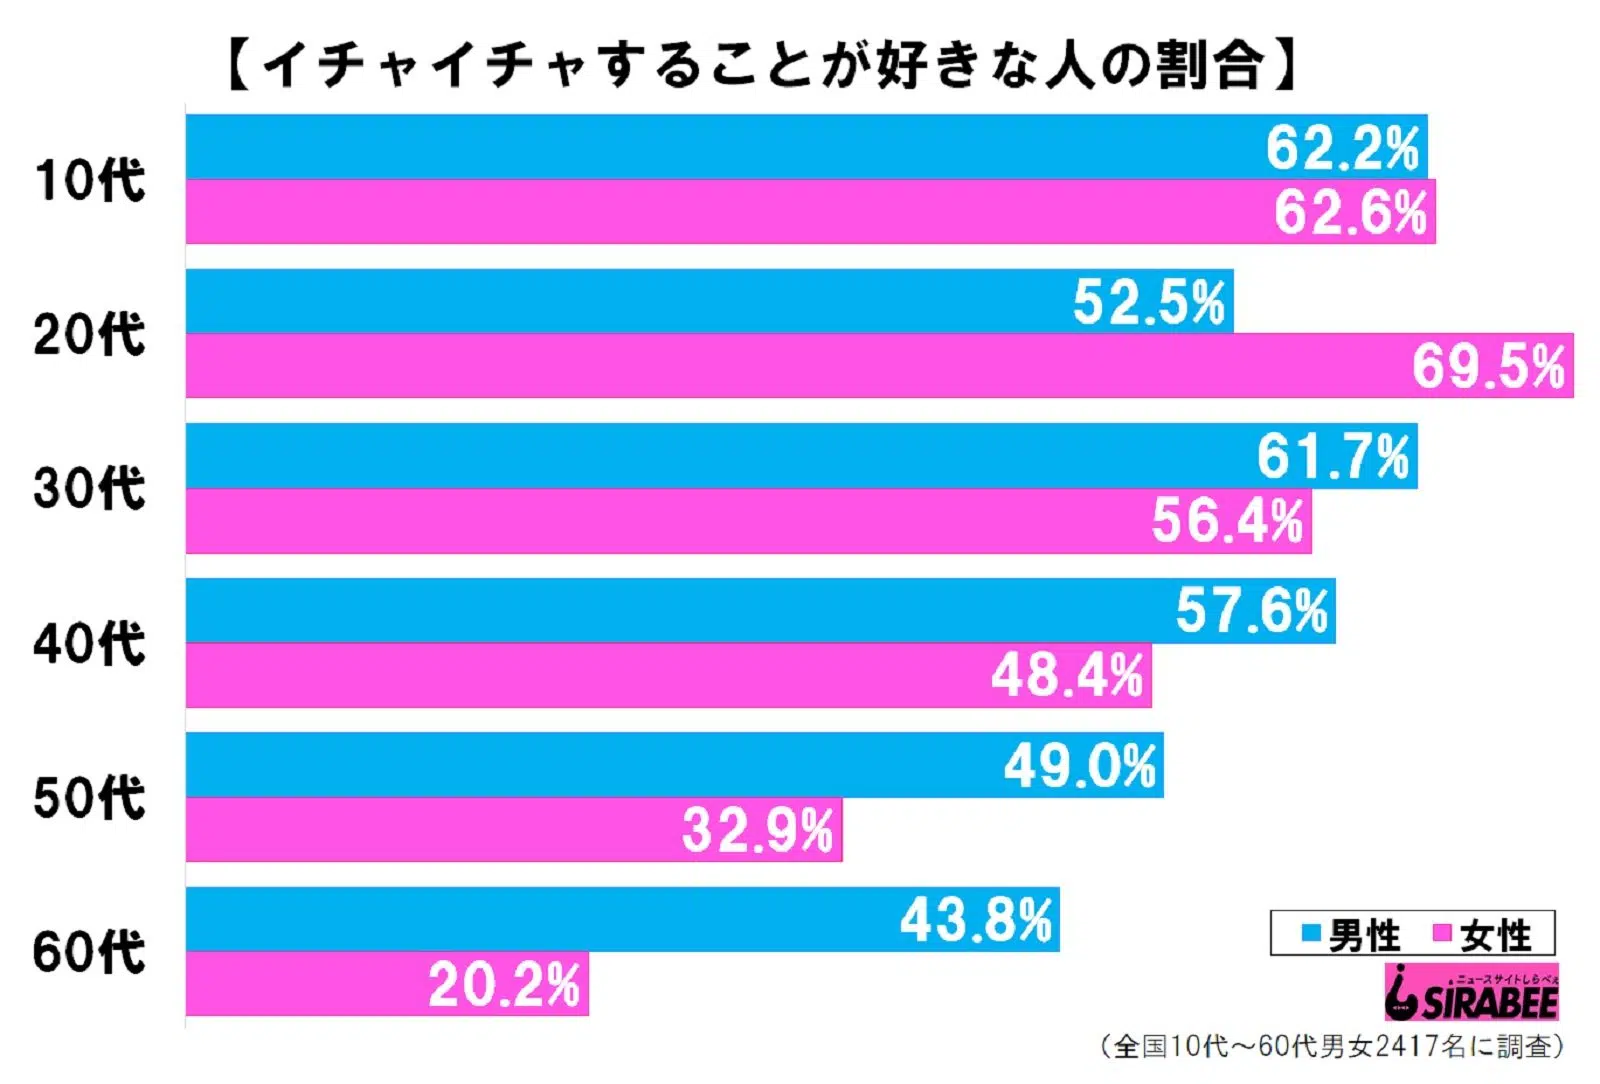 【イチャイチャすることが好きな人の割合】
10代
62.2%
62.6%
20代
52.5%
69.5%
30代
61.7%
56.4%
40代
57.6%
48.4%
50代
49.0%
32.9%
60代
43.8%
20.2%
男性 女性
ニュースサイトしらべぇ
SiRABEE
（全国10代～60代男女2417名に調査）